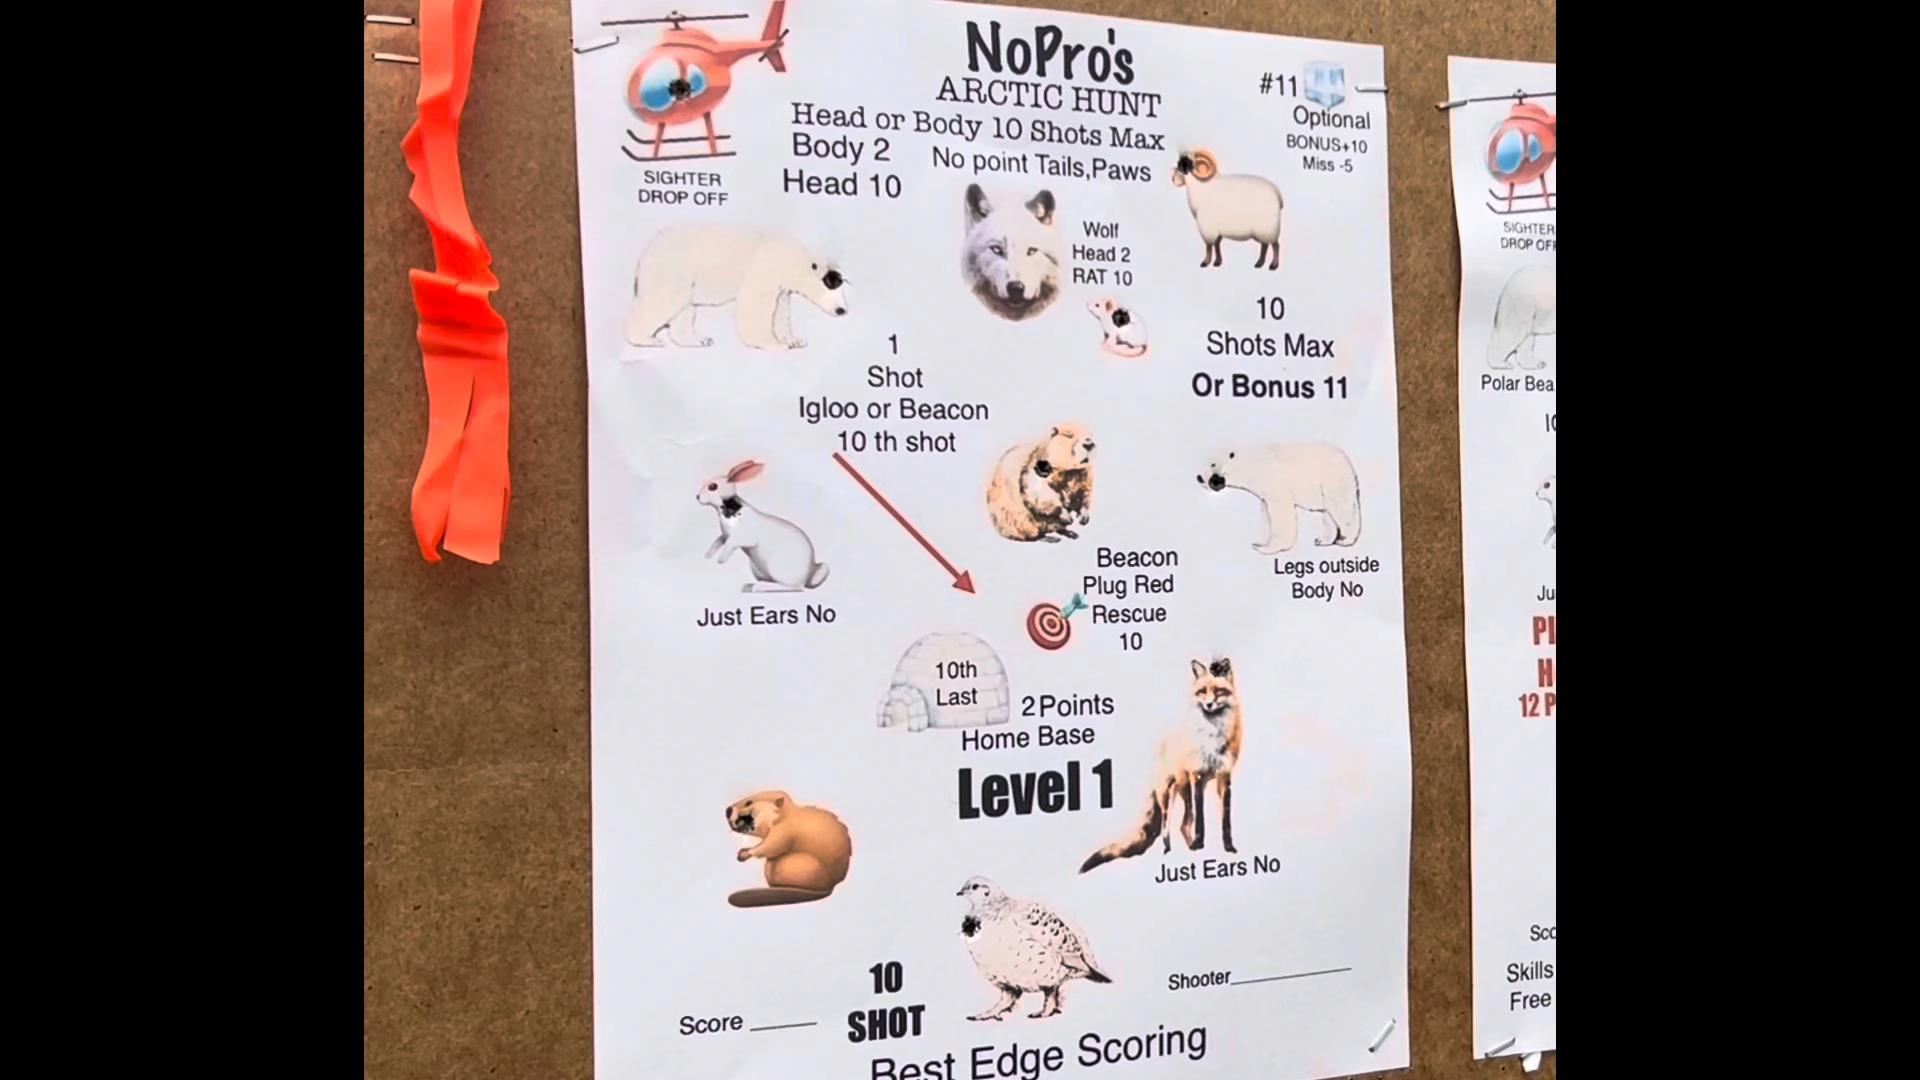 NoPro's
ARCTIC HUNT
Head or Body 10 Shots Max
Body 2
Head 10
No point Tails,Paws
#11
Optional
BONUS+10
Miss -5
SIGHTER
DROP OFF
Wolf
Head 2
RAT 10
10
Shots Max
Or Bonus 11
1
Shot
Igloo or Beacon
10 th shot
Just Ears No
Beacon
Plug Red
Rescue
10
Legs outside
Body No
10th
Last
2 Points
Home Base
Level 1
Just Ears No
10
SHOT
Score
Shooter
Best Edge Scoring
SIGHTER
DROP OF
Polar Bea
Ju
Pl
H
12 P
Sco
Skills
Free